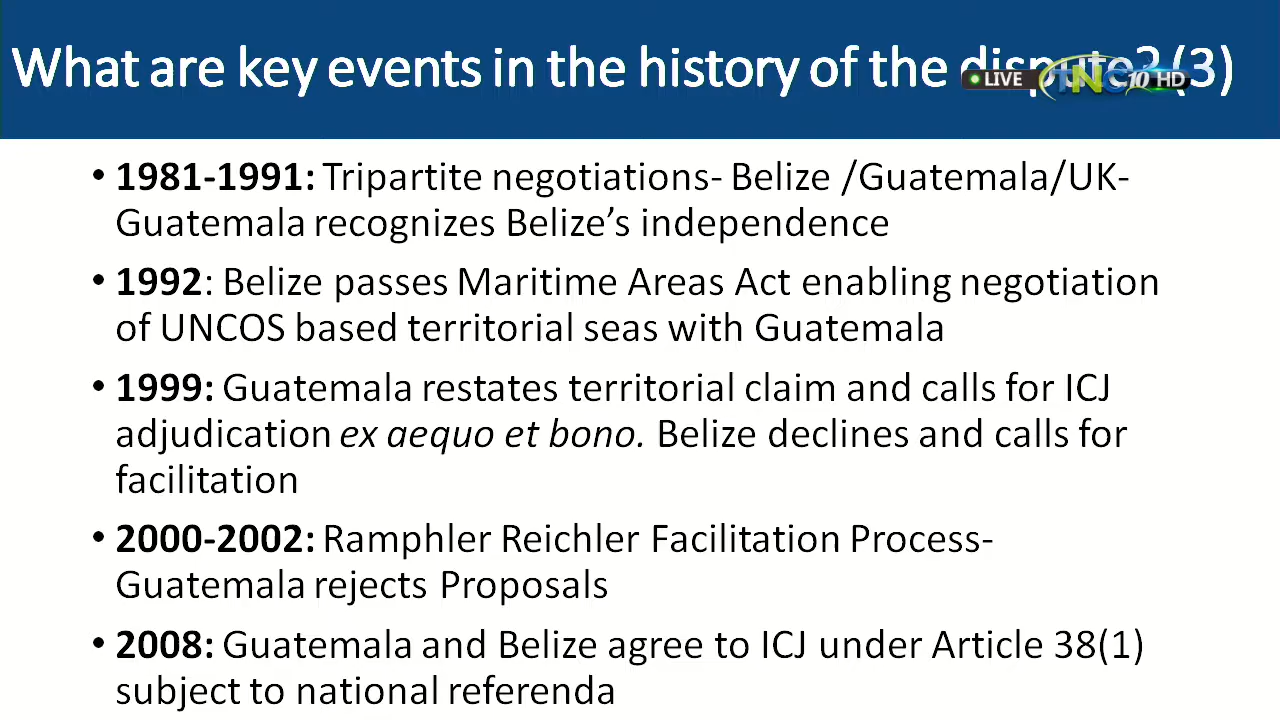 What are key events in the history of the dispute? (3)
LIVE
TNC 10 HD
• 1981-1991: Tripartite negotiations- Belize /Guatemala/UK-
Guatemala recognizes Belize’s independence
• 1992: Belize passes Maritime Areas Act enabling negotiation
of UNCOS based territorial seas with Guatemala
• 1999: Guatemala restates territorial claim and calls for ICJ
adjudication ex aequo et bono. Belize declines and calls for
facilitation
• 2000-2002: Ramphler Reichler Facilitation Process-
Guatemala rejects Proposals
• 2008: Guatemala and Belize agree to ICJ under Article 38(1)
subject to national referenda